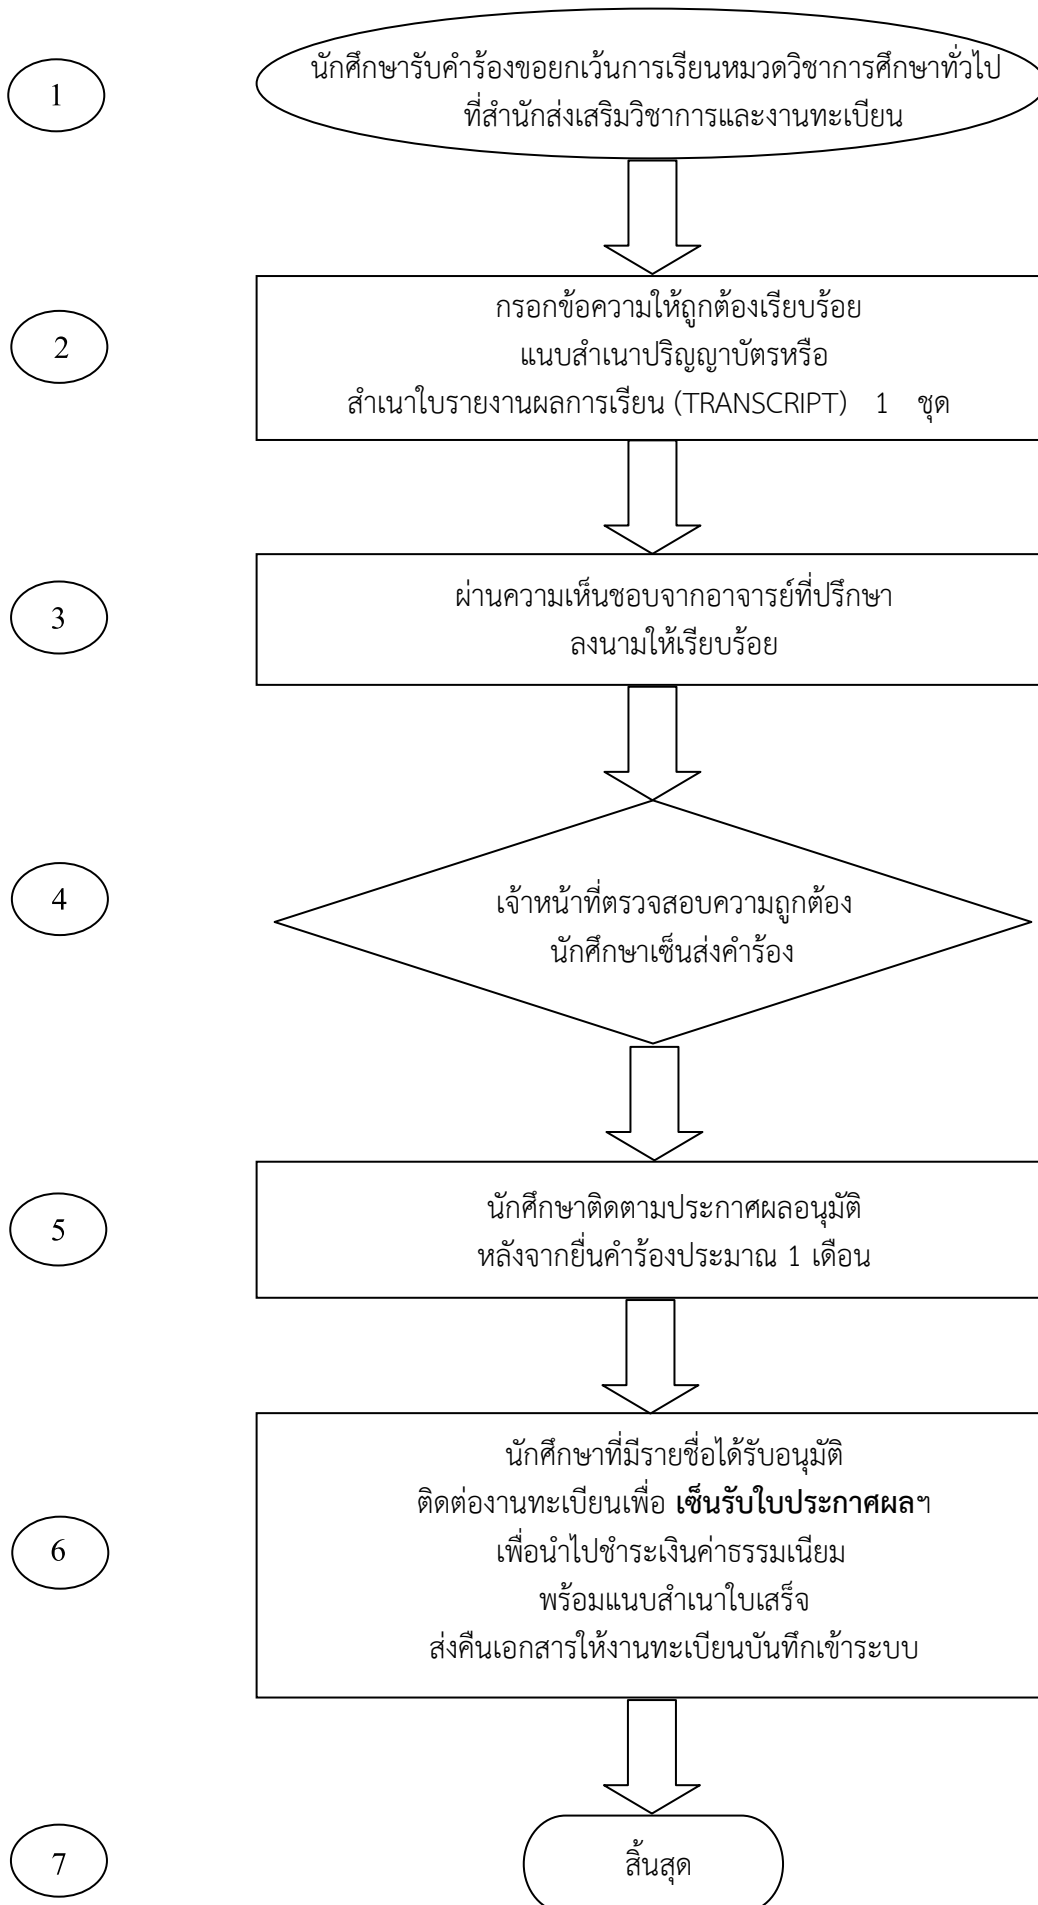 1
นักศึกษารับคำร้องขอยกเว้นการเรียนหมวดวิชาการศึกษาทั่วไป
ที่สำนักส่งเสริมวิชาการและงานทะเบียน
2
กรอกข้อความให้ถูกต้องเรียบร้อย
แนบสำเนาปริญญาบัตรหรือ
สำเนาใบรายงานผลการเรียน (TRANSCRIPT) 1 ชุด
3
ผ่านความเห็นชอบจากอาจารย์ที่ปรึกษา
ลงนามให้เรียบร้อย
4
เจ้าหน้าที่ตรวจสอบความถูกต้อง
นักศึกษาเซ็นส่งคำร้อง
5
นักศึกษาติดตามประกาศผลอนุมัติ
หลังจากยื่นคำร้องประมาณ 1 เดือน
6
นักศึกษาที่มีรายชื่อได้รับอนุมัติ
ติดต่องานทะเบียนเพื่อ เซ็นรับใบประกาศผลฯ
เพื่อนำไปชำระเงินค่าธรรมเนียม
พร้อมแนบสำเนาใบเสร็จ
ส่งคืนเอกสารให้งานทะเบียนบันทึกเข้าระบบ
7
สิ้นสุด